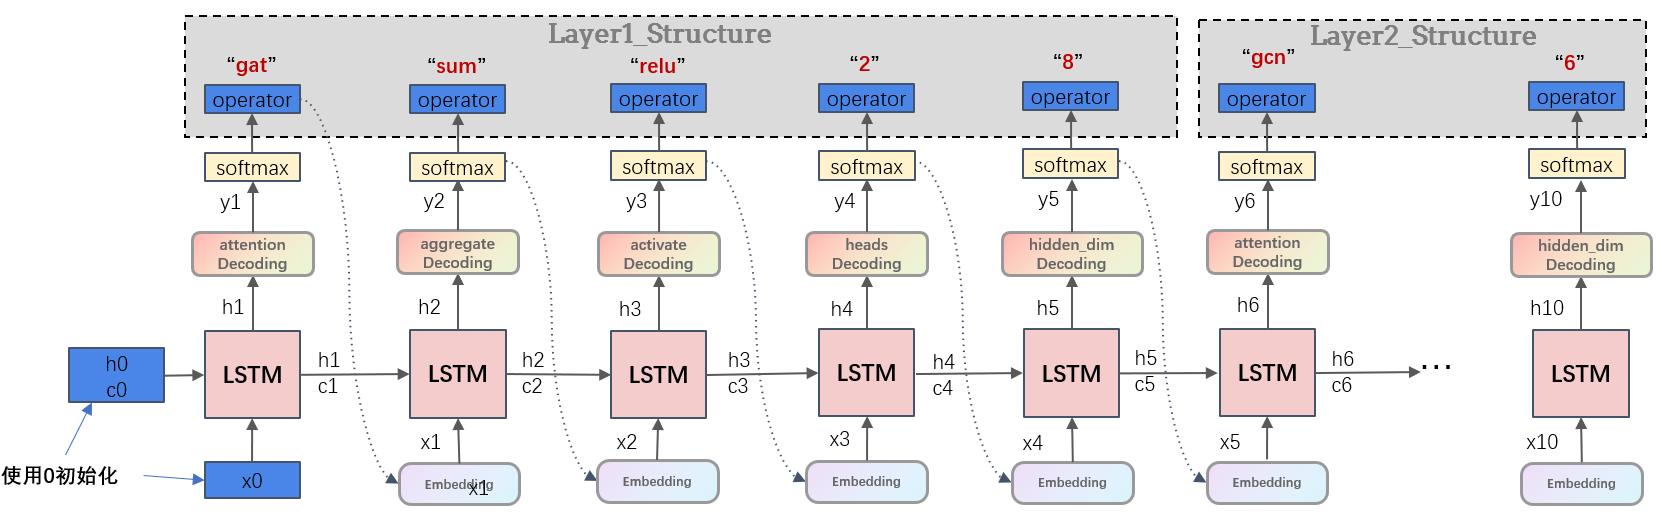 Layer1_Structure
Layer2_Structure
“gat”
“sum”
“relu”
“2”
“8”
“gcn”
“6”
operator
operator
operator
operator
operator
operator
operator
softmax
softmax
softmax
softmax
softmax
softmax
softmax
y1
y2
y3
y4
y5
y6
y10
attention
Decoding
aggregate
Decoding
activate
Decoding
heads
Decoding
hidden_dim
Decoding
attention
Decoding
hidden_dim
Decoding
h1
h2
h3
h4
h5
h6
h10
h0
c0
LSTM
h1
c1
LSTM
h2
c2
LSTM
h3
c3
LSTM
h4
c4
LSTM
h5
c5
LSTM
h6
c6
...
LSTM
x1
x2
x3
x4
x5
x10
使用0初始化
x0
Embedding
x1
Embedding
Embedding
Embedding
Embedding
Embedding